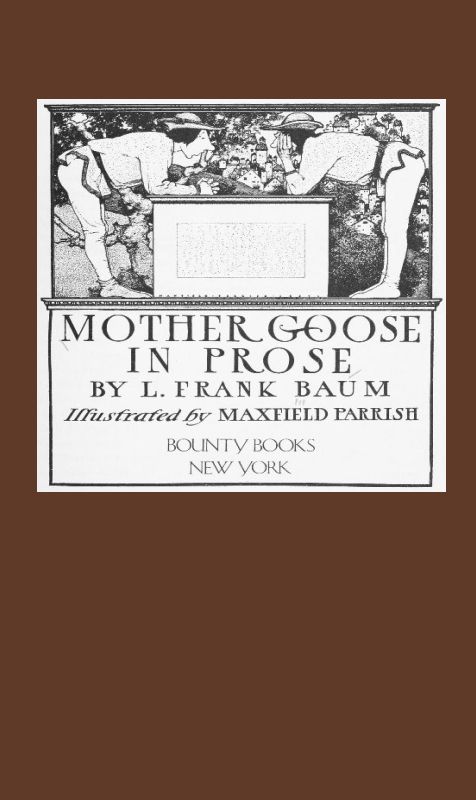 MOTHER GOOSE
IN PROSE
BY L. FRANK BAUM
Illustrated by MAXFIELD PARRISH
BOUNTY BOOKS
NEW YORK